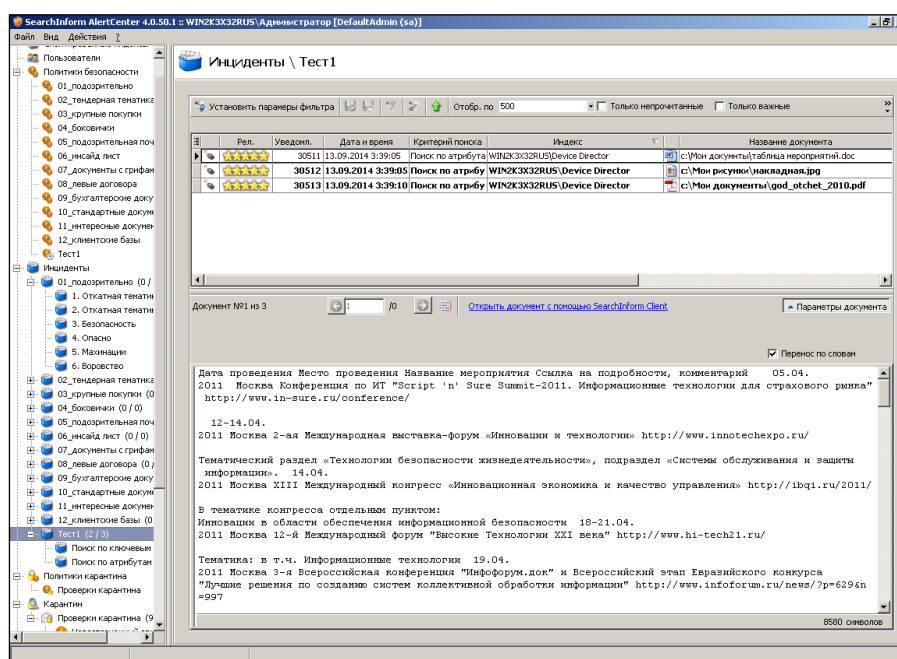 SearchInform AlertCenter 4.0.50.1 :: WIN2K3X32RUS\Администратор [DefaultAdmin (sa)]
Файл Вид Действия ?
Пользователи
Политики безопасности
01_подозрительно
02_тендерная тематика
03_крупные покупки
04_боковички
05_подозрительная поч
06_инсайд лист
07_документы с грифам
08_левые договора
09_бухгалтерские доку
10_стандартные докуме
11_интересные докумен
12_клиентские базы
Тест1
Инциденты
01_подозрительно (0 /
1. Откатная темати
2. Откатная темати
3. Безопасность
4. Опасно
5. Махинации
6. Воровство
02_тендерная тематика
03_крупные покупки (0
04_боковички (0 / 0)
05_подозрительная поч
06_инсайд лист (0 / 0)
07_документы с грифам
08_левые договора (0 /
09_бухгалтерские доку
10_стандартные докуме
11_интересные докумен
12_клиентские базы (0
Тест1 (2 / 3)
Поиск по ключевым
Поиск по атрибутам
Политики карантина
Проверки карантина
Карантин
Проверки карантина (9
Инциденты \ Тест1
Установить парамеры фильтра Отобр. по 500 Только непрочитанные Только важные
Рел. Уведомл. Дата и время Критерий поиска Индекс Название документа
30511 13.09.2014 3:39:05 Поиск по атрибута WIN2K3X32RUS\Device Director c:\Мои докумнты\таблица мероприятий.doc
30512 13.09.2014 3:39:05 Поиск по атрибу WIN2K3X32RUS\Device Director c:\Мои рисунки\накладная.jpg
30513 13.09.2014 3:39:10 Поиск по атрибу WIN2K3X32RUS\Device Director c:\Мои документы\god_otchet_2010.pdf
Документ №1 из 3 1 /0 Открыть документ с помощью SearchInform Client Параметры документа
Перенос по словам
Дата проведения Место проведения Название мероприятия Ссылка на подробности, комментарий 05.04.
2011 Москва Конференция по ИТ "Script 'n' Sure Summit-2011. Информационные технологии для страхового рынка"
http://www.in-sure.ru/conference/
12-14.04.
2011 Москва 2-ая Международная выставка-форум «Инновации и технологии» http://www.innotechexpo.ru/
Тематический раздел «Технологии безопасности жизнедеятельности», подраздел «Системы обслуживания и защиты
информации». 14.04.
2011 Москва XIII Международный конгресс «Инновационная экономика и качество управления» http://ibqi.ru/2011/
В тематике конгресса отдельным пунктом:
Инновации в области обеспечения информационной безопасности 18-21.04.
2011 Москва 12-й Международный форум "Высокие Технологии XXI века" http://www.hi-tech21.ru/
Тематика: в т.ч. Информационные технологии 19.04.
2011 Москва 3-я Всероссийская конференция "Инфофорум.док" и Всероссийский этап Евразийского конкурса
"Лучшие решения по созданию систем коллективной обработки информации" http://www.infoforum.ru/news/?p=629&n
=997
8580 символов